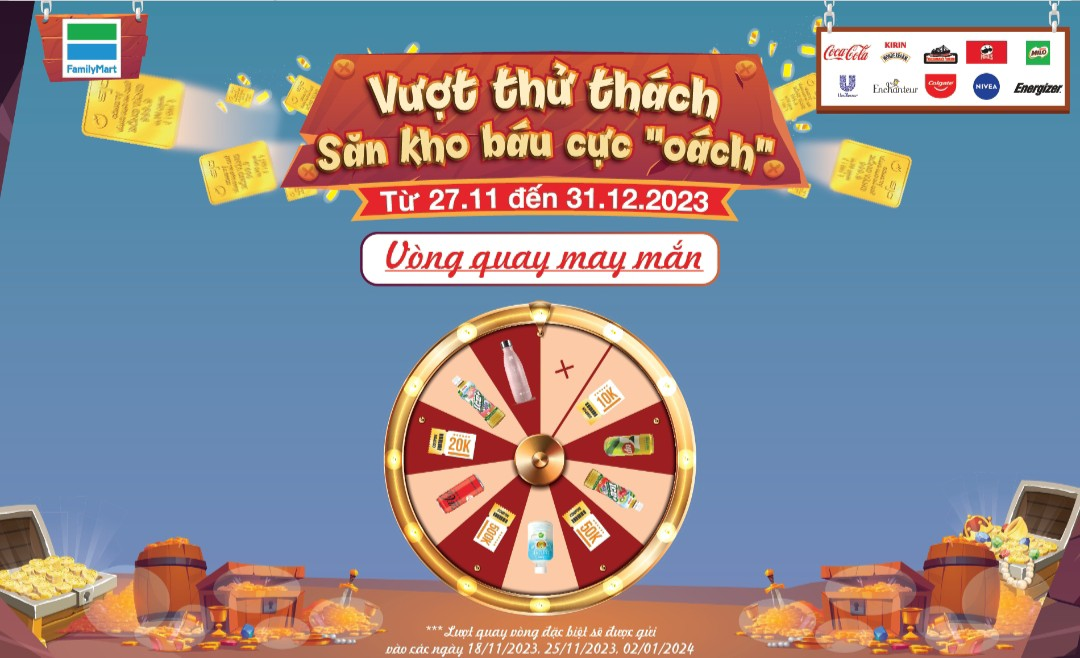 FamilyMart
Coca-Cola
KIRIN
MILO
Unilever
Enchanteur
Colgate
NIVEA
Energizer
Vượt thử thách
Săn kho báu cực "oách"
Từ 27.11 đến 31.12.2023
Vòng quay may mắn
10K
20K
50K
500K
*** Lượt quay vòng đặc biệt sẽ được gửi
vào các ngày 18/11/2023, 25/11/2023, 02/01/2024